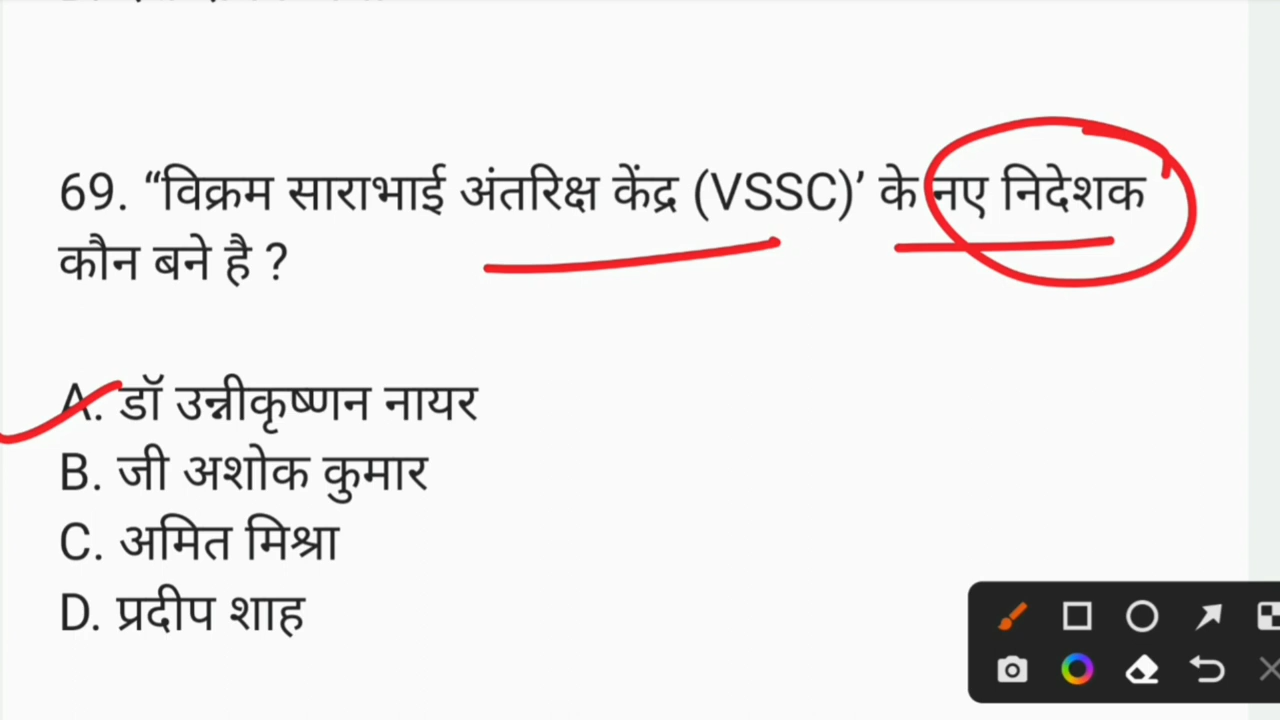 69. “विक्रम साराभाई अंतरिक्ष केंद्र (VSSC)’ के नए निदेशक
कौन बने है ?
A. डॉ उन्नीकृष्णन नायर
B. जी अशोक कुमार
C. अमित मिश्रा
D. प्रदीप शाह